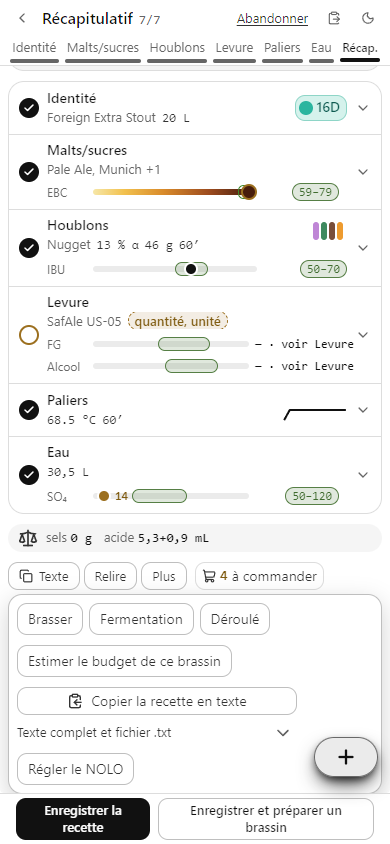 Récapitulatif 7/7
Abandonner
Identité Malts/sucres Houblons Levure Paliers Eau Récap.
Identité
Foreign Extra Stout 20 L
16D
Malts/sucres
Pale Ale, Munich +1
EBC 59–79
Houblons
Nugget 13 % α 46 g 60′
IBU 50–70
Levure
SafAle US-05 quantité, unité
FG — · voir Levure
Alcool — · voir Levure
Paliers
68.5 °C 60′
Eau
30,5 L
SO₄ 14 50–120
sels 0 g acide 5,3+0,9 mL
Texte Relire Plus 4 à commander
Brasser Fermentation Déroulé
Estimer le budget de ce brassin
Copier la recette en texte
Texte complet et fichier .txt
Régler le NOLO
+
Enregistrer la recette
Enregistrer et préparer un brassin